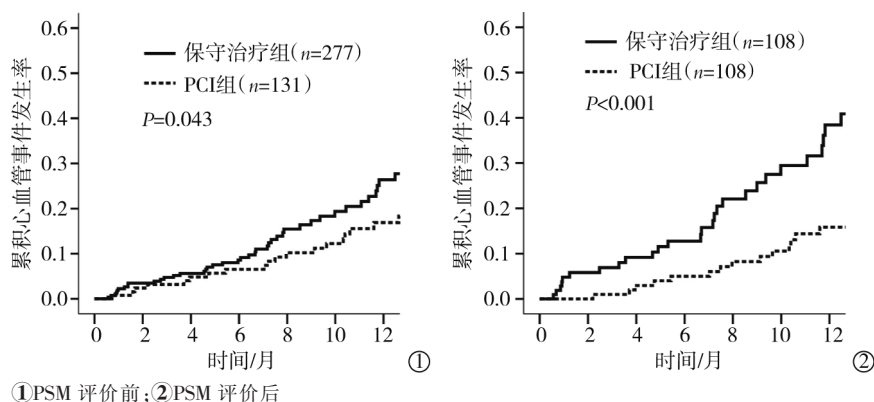 累积心血管事件发生率
0.6
0.5
0.4
0.3
0.2
0.1
0.0
保守治疗组(n=277)
PCI组(n=131)
P=0.043
0 2 4 6 8 10 12
时间/月
①
累积心血管事件发生率
0.6
0.5
0.4
0.3
0.2
0.1
0.0
保守治疗组(n=108)
PCI组(n=108)
P<0.001
0 2 4 6 8 10 12
时间/月
②
①PSM 评价前;②PSM 评价后